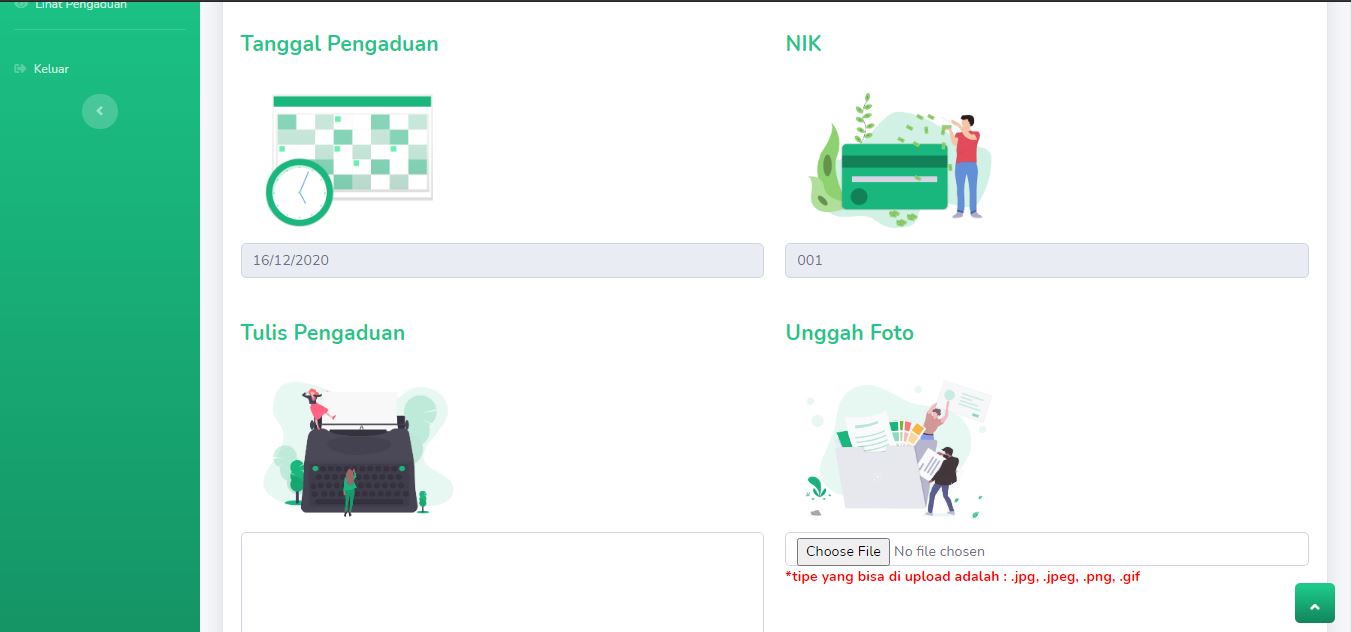 Lihat Pengaduan
Keluar
Tanggal Pengaduan
NIK
16/12/2020
001
Tulis Pengaduan
Unggah Foto
Choose File No file chosen
*tipe yang bisa di upload adalah : .jpg, .jpeg, .png, .gif